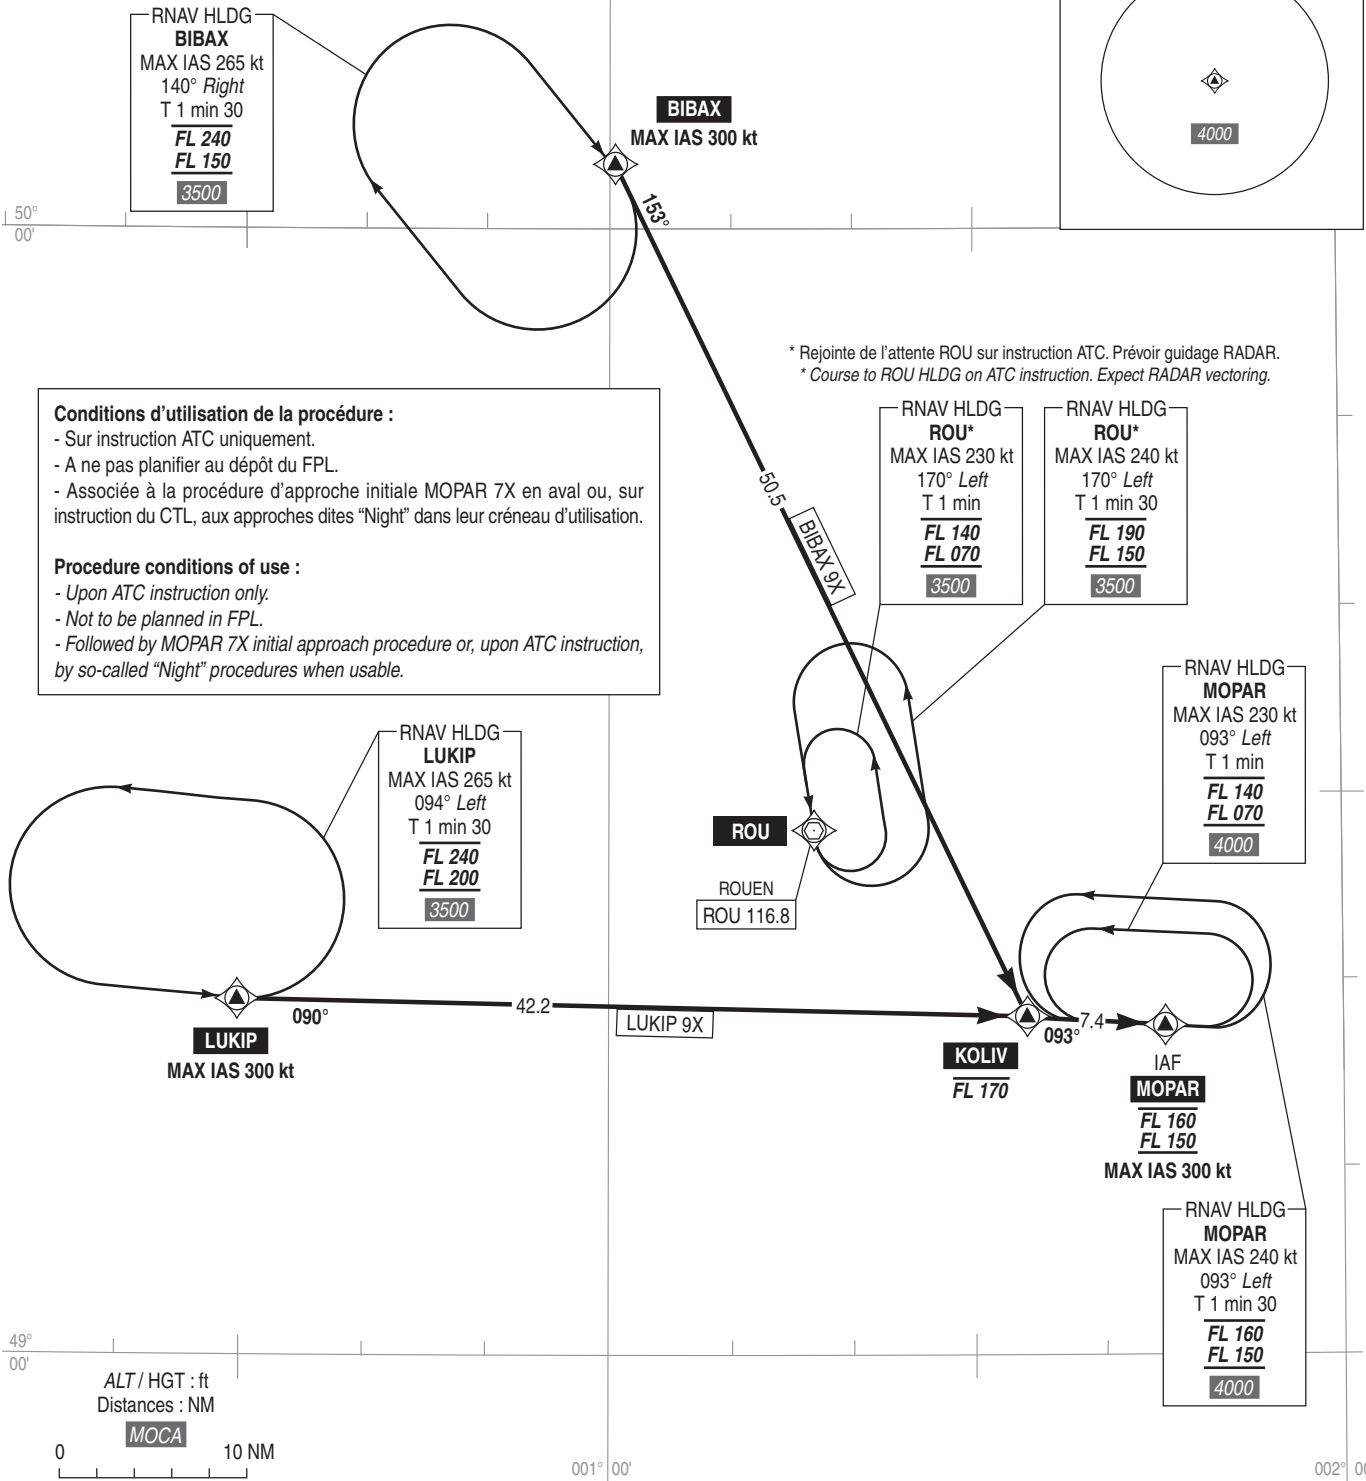 RNAV HLDG
BIBAX
MAX IAS 265 kt
140° Right
T 1 min 30
FL 240
FL 150
3500
BIBAX
MAX IAS 300 kt
4000
153°
50°
00'
* Rejointe de l'attente ROU sur instruction ATC. Prévoir guidage RADAR.
* Course to ROU HLDG on ATC instruction. Expect RADAR vectoring.
Conditions d'utilisation de la procédure :
- Sur instruction ATC uniquement.
- A ne pas planifier au dépôt du FPL.
- Associée à la procédure d'approche initiale MOPAR 7X en aval ou, sur
instruction du CTL, aux approches dites “Night” dans leur créneau d'utilisation.
Procedure conditions of use :
- Upon ATC instruction only.
- Not to be planned in FPL.
- Followed by MOPAR 7X initial approach procedure or, upon ATC instruction,
by so-called “Night” procedures when usable.
50.5
BIBAX 9X
RNAV HLDG
ROU*
MAX IAS 230 kt
170° Left
T 1 min
FL 140
FL 070
3500
RNAV HLDG
ROU*
MAX IAS 240 kt
170° Left
T 1 min 30
FL 190
FL 150
3500
RNAV HLDG
MOPAR
MAX IAS 230 kt
093° Left
T 1 min
FL 140
FL 070
4000
RNAV HLDG
LUKIP
MAX IAS 265 kt
094° Left
T 1 min 30
FL 240
FL 200
3500
ROU
ROUEN
ROU 116.8
090°
42.2
LUKIP 9X
LUKIP
MAX IAS 300 kt
093°
7.4
KOLIV
FL 170
IAF
MOPAR
FL 160
FL 150
MAX IAS 300 kt
RNAV HLDG
MOPAR
MAX IAS 240 kt
093° Left
T 1 min 30
FL 160
FL 150
4000
49°
00'
ALT / HGT : ft
Distances : NM
MOCA
0 10 NM
001° 00'
002°